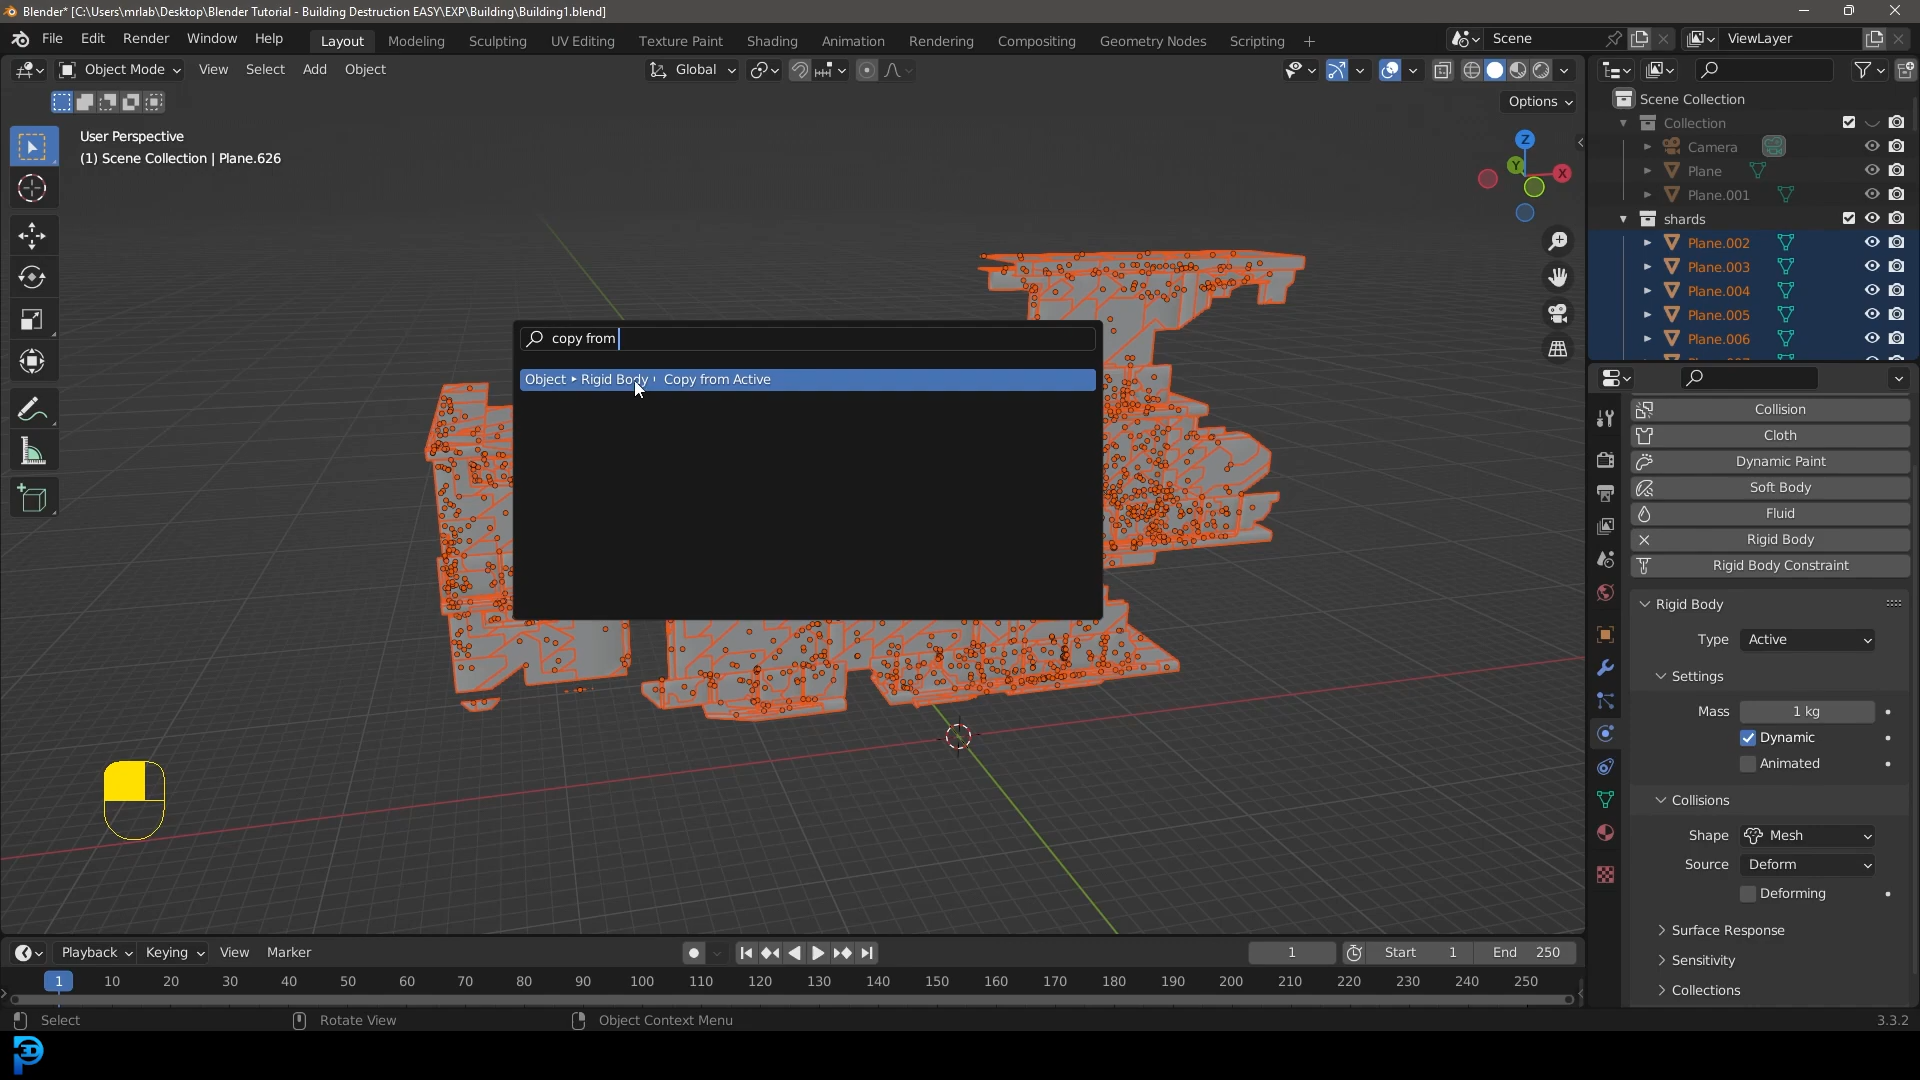 Blender* [C:\Users\mrlab\Desktop\Blender Tutorial - Building Destruction EASY\EXP\Building\Building1.blend]
File Edit Render Window Help
Layout Modeling Sculpting UV Editing Texture Paint Shading Animation Rendering Compositing Geometry Nodes Scripting +
Scene
ViewLayer
Object Mode View Select Add Object
Global
Options
User Perspective
(1) Scene Collection | Plane.626
Z
Y
X
copy from
Object ▸ Rigid Body Copy from Active
Scene Collection
Collection
Camera
Plane
Plane.001
shards
Plane.002
Plane.003
Plane.004
Plane.005
Plane.006
Collision
Cloth
Dynamic Paint
Soft Body
Fluid
Rigid Body
Rigid Body Constraint
Rigid Body
Type Active
Settings
Mass 1 kg
Dynamic
Animated
Collisions
Shape Mesh
Source Deform
Deforming
Surface Response
Sensitivity
Collections
Playback Keying View Marker
1 Start 1 End 250
1 10 20 30 40 50 60 70 80 90 100 110 120 130 140 150 160 170 180 190 200 210 220 230 240 250
Select Rotate View Object Context Menu
3.3.2